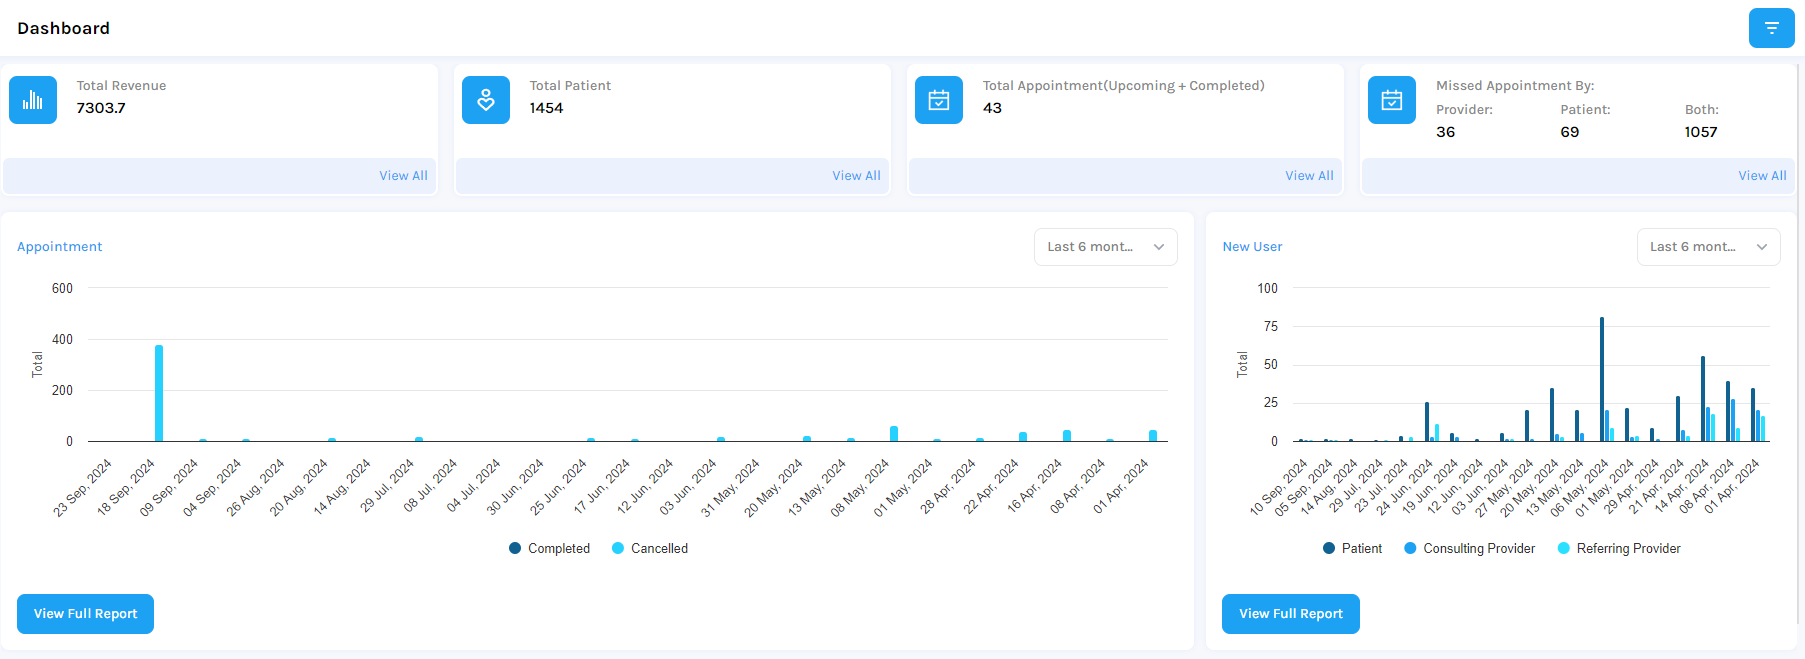 Dashboard
Total Revenue
7303.7
View All
Total Patient
1454
View All
Total Appointment(Upcoming + Completed)
43
View All
Missed Appointment By:
Provider: Patient: Both:
36 69 1057
View All
Appointment
Last 6 mont...
600
400
200
0
Total
23 Sep, 2024
18 Sep, 2024
09 Sep, 2024
04 Sep, 2024
26 Aug, 2024
20 Aug, 2024
14 Aug, 2024
29 Jul, 2024
08 Jul, 2024
04 Jul, 2024
30 Jun, 2024
25 Jun, 2024
17 Jun, 2024
12 Jun, 2024
03 Jun, 2024
31 May, 2024
20 May, 2024
13 May, 2024
08 May, 2024
01 May, 2024
28 Apr, 2024
22 Apr, 2024
16 Apr, 2024
08 Apr, 2024
01 Apr, 2024
Completed Cancelled
View Full Report
New User
Last 6 mont...
100
75
50
25
0
Total
10 Sep, 2024
05 Sep, 2024
14 Aug, 2024
29 Jul, 2024
23 Jul, 2024
24 Jun, 2024
19 Jun, 2024
12 Jun, 2024
03 Jun, 2024
27 May, 2024
20 May, 2024
13 May, 2024
06 May, 2024
01 May, 2024
29 Apr, 2024
21 Apr, 2024
14 Apr, 2024
08 Apr, 2024
01 Apr, 2024
Patient Consulting Provider Referring Provider
View Full Report